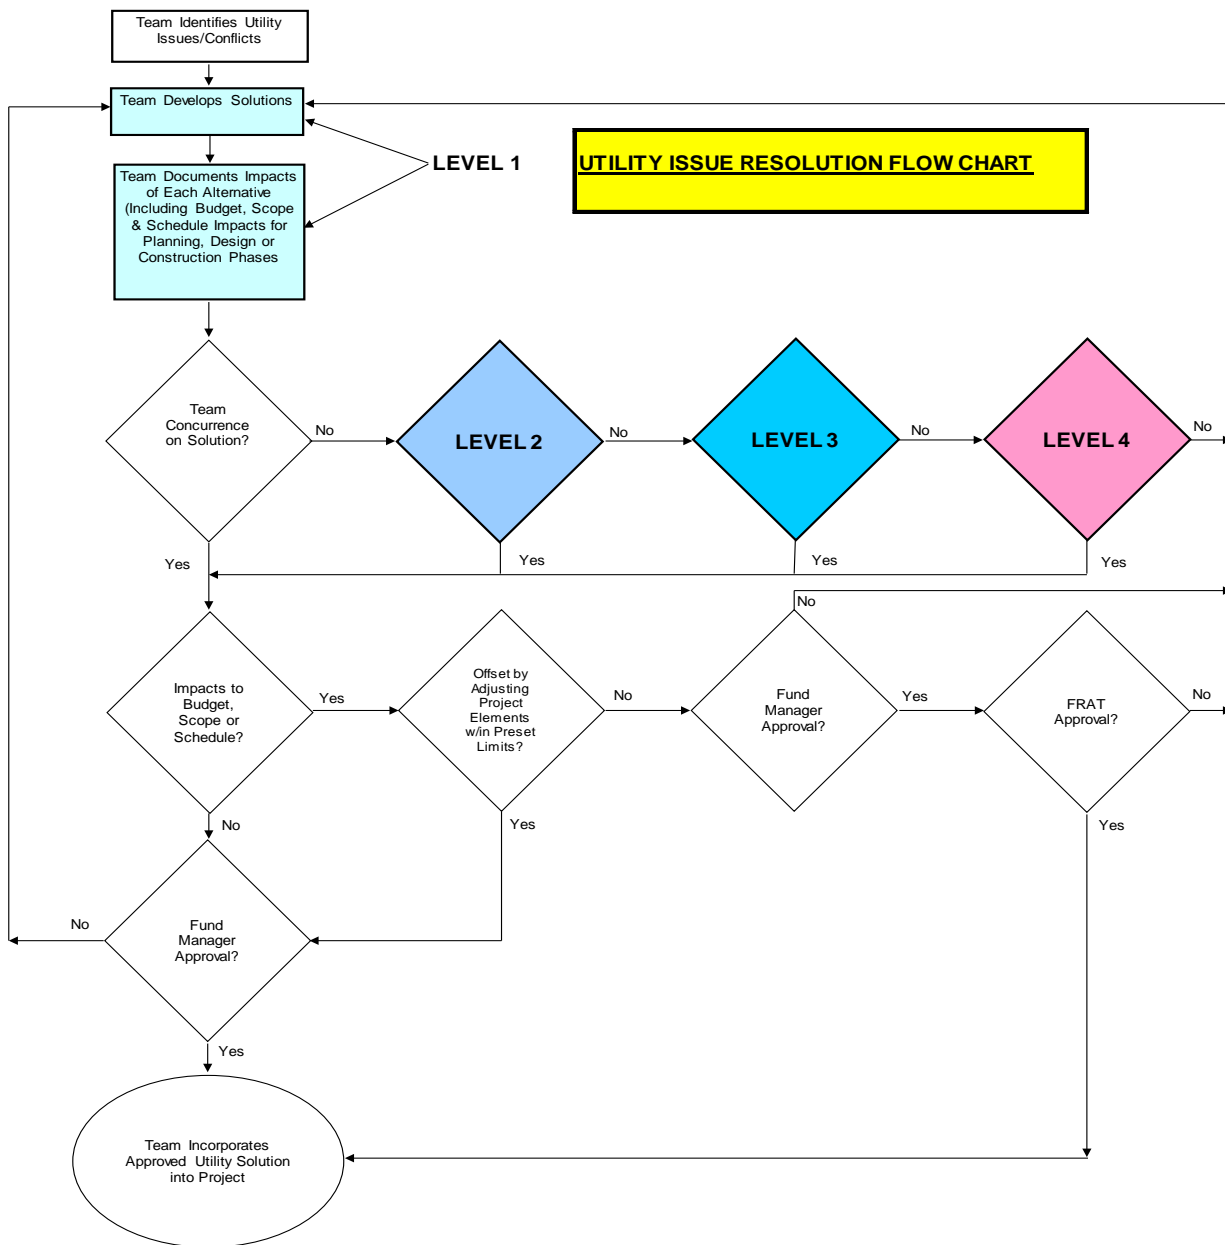 Team Identifies Utility
Issues/Conflicts
Team Develops Solutions
LEVEL 1
UTILITY ISSUE RESOLUTION FLOW CHART
Team Documents Impacts
of Each Alternative
(Including Budget, Scope
& Schedule Impacts for
Planning, Design or
Construction Phases
Team
Concurrence
on Solution?
No
LEVEL 2
No
LEVEL 3
No
LEVEL 4
No
Yes
Yes
Yes
Yes
Impacts to
Budget,
Scope or
Schedule?
Yes
Offset by
Adjusting
Project
Elements
w/in Preset
Limits?
No
No
Fund
Manager
Approval?
Yes
FRAT
Approval?
No
No
Yes
Yes
No
Fund
Manager
Approval?
Yes
Team Incorporates
Approved Utility Solution
into Project